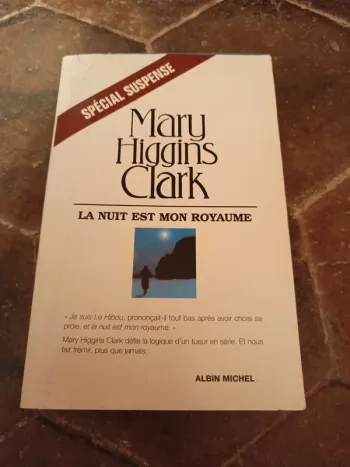 SPÉCIAL SUSPENSE
Mary
Higgins
Clark
LA NUIT EST MON ROYAUME
« Je suis Le Hibou, prononçait-il tout bas après avoir choisi sa
proie, et la nuit est mon royaume. »
Mary Higgins Clark défie la logique d'un tueur en série. Et nous
fait frémir, plus que jamais.
ALBIN MICHEL